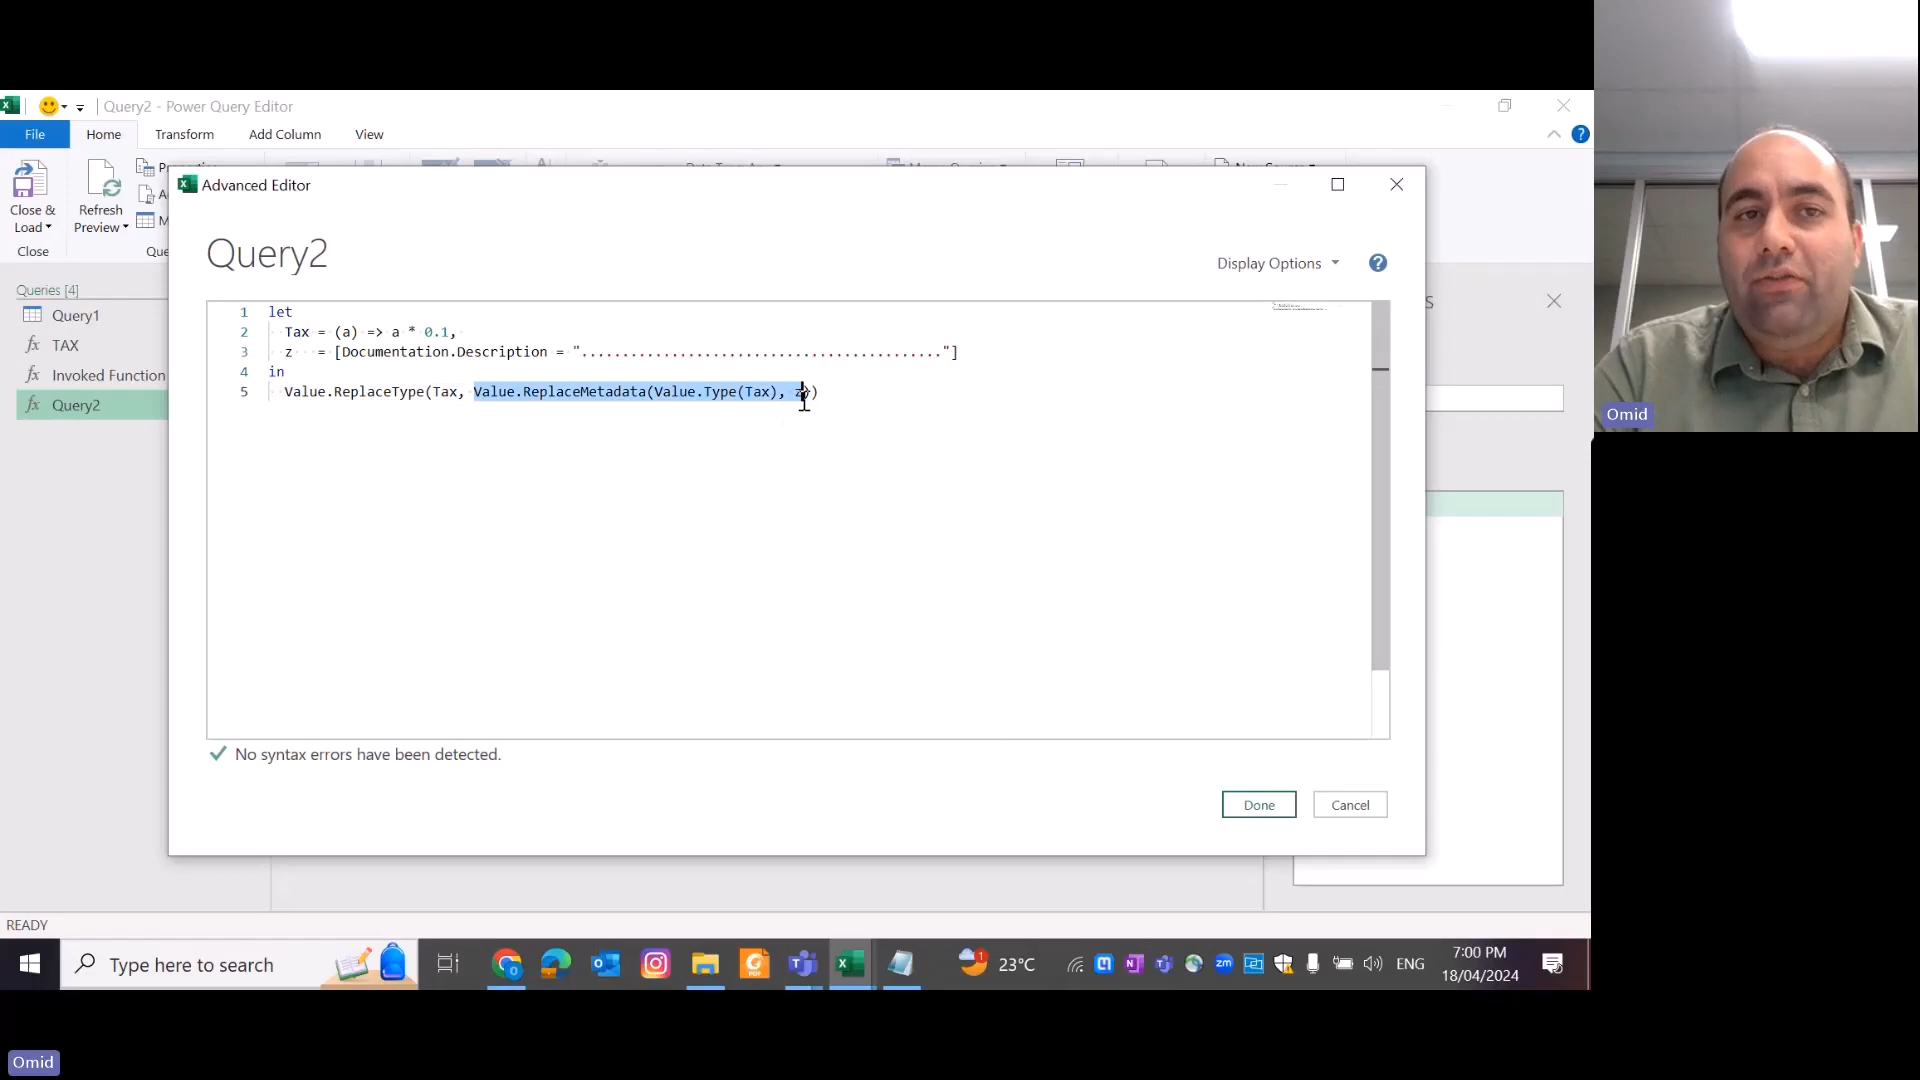 Query2 - Power Query Editor
File
Home
Transform
Add Column
View
?
Close &
Load
Refresh
Preview
Close
Advanced Editor
Query2
Display Options
?
Queries [4]
Query1
fx TAX
fx Invoked Function
fx Query2
1 let
2 Tax = (a) => a * 0.1,
3 z = [Documentation.Description = "............................................"]
4 in
5 Value.ReplaceType(Tax, Value.ReplaceMetadata(Value.Type(Tax), z))
No syntax errors have been detected.
Done
Cancel
READY
Type here to search
23°C
ENG
7:00 PM
18/04/2024
Omid
Omid